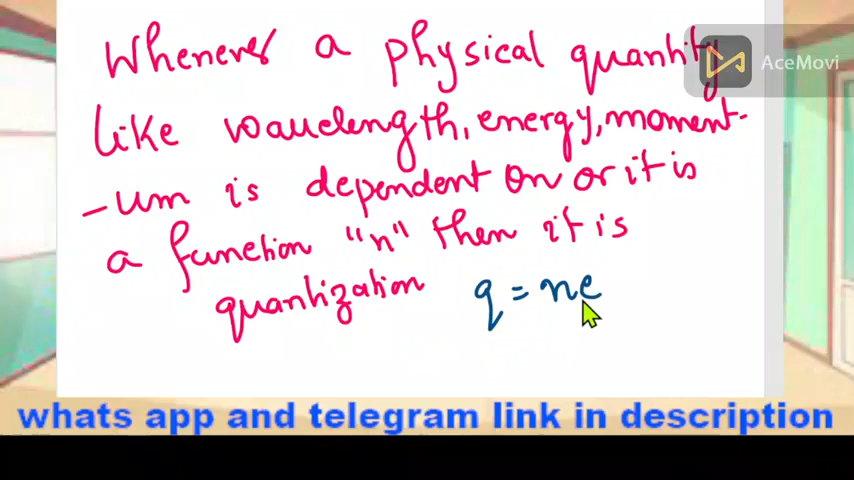 AceMovi
Whenever a physical quantity
like wavelength, energy, moment-
-um is dependent on or it is
a function "n" then it is
quantization q = ne
whats app and telegram link in description